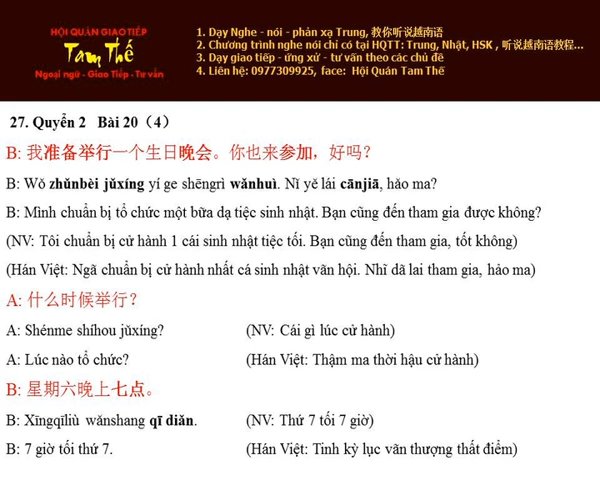 HỘI QUÁN GIAO TIẾP
Tam Thế
Ngoại ngữ - Giao Tiếp - Tư vấn
1. Dạy Nghe - nói - phản xạ Trung, 教你听说越南语
2. Chương trình nghe nói chỉ có tại HQTT: Trung, Nhật, HSK , 听说越南语教程...
3. Dạy giao tiếp - ứng xử - tư vấn theo các chủ đề
4. Liên hệ: 0977309925, face: Hội Quán Tam Thế
27. Quyển 2 Bài 20（4）
B: 我准备举行一个生日晚会。你也来参加，好吗？
B: Wǒ zhǔnbèi jǔxíng yí ge shēngrì wǎnhuì. Nǐ yě lái cānjiā, hǎo ma?
B: Mình chuẩn bị tổ chức một bữa dạ tiệc sinh nhật. Bạn cũng đến tham gia được không?
(NV: Tôi chuẩn bị cử hành 1 cái sinh nhật tiệc tối. Bạn cũng đến tham gia, tốt không)
(Hán Việt: Ngã chuẩn bị cử hành nhất cá sinh nhật vãn hội. Nhĩ dã lai tham gia, hảo ma)
A: 什么时候举行？
A: Shénme shíhou jǔxíng? (NV: Cái gì lúc cử hành)
A: Lúc nào tổ chức? (Hán Việt: Thậm ma thời hậu cử hành)
B: 星期六晚上七点。
B: Xīngqīliù wǎnshang qī diǎn. (NV: Thứ 7 tối 7 giờ)
B: 7 giờ tối thứ 7. (Hán Việt: Tinh kỳ lục vãn thượng thất điểm)